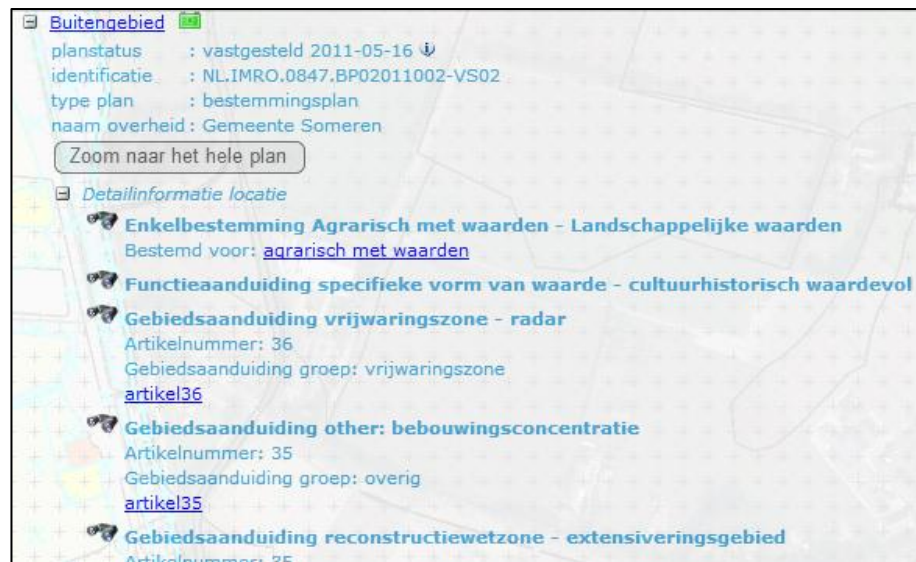 Buitengebied
planstatus : vastgesteld 2011-05-16
identificatie : NL.IMRO.0847.BP02011002-VS02
type plan : bestemmingsplan
naam overheid : Gemeente Someren
Zoom naar het hele plan
Detailinformatie locatie
Enkelbestemming Agrarisch met waarden - Landschappelijke waarden
Bestemd voor: agrarisch met waarden
Functieaanduiding specifieke vorm van waarde - cultuurhistorisch waardevol
Gebiedsaanduiding vrijwaringszone - radar
Artikelnummer: 36
Gebiedsaanduiding groep: vrijwaringszone
artikel36
Gebiedsaanduiding other: bebouwingsconcentratie
Artikelnummer: 35
Gebiedsaanduiding groep: overig
artikel35
Gebiedsaanduiding reconstructiewetzone - extensiveringsgebied
Artikelnummer: 35